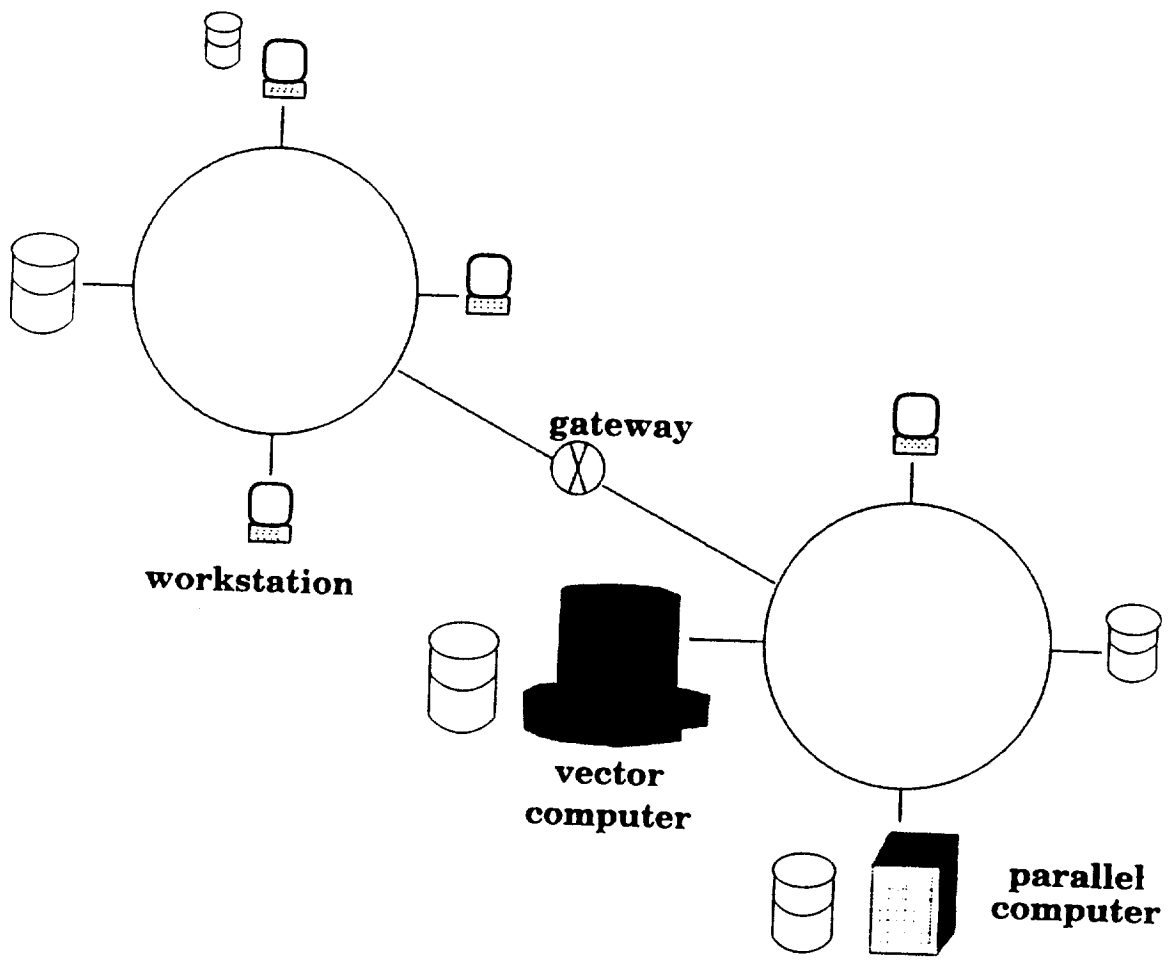 gateway
workstation
vector
computer
parallel
computer